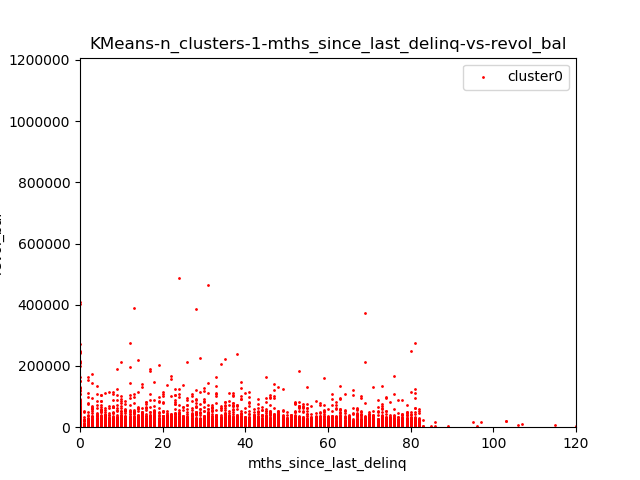 KMeans-n_clusters-1-mths_since_last_delinq-vs-revol_bal
cluster0
1200000
1000000
800000
600000
400000
200000
0
0 20 40 60 80 100 120
mths_since_last_delinq